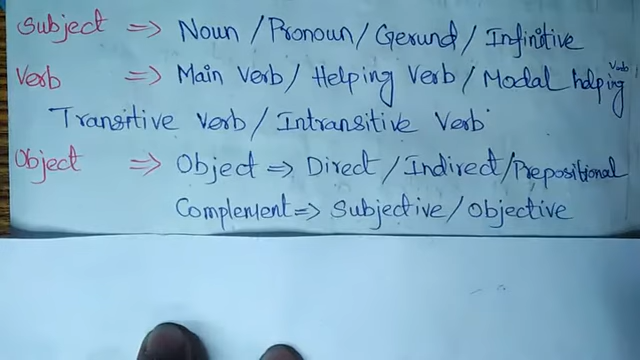 Subject => Noun / Pronoun / Gerund / Infinitive
Verb => Main Verb / Helping Verb / Modal helping Verb
Transitive Verb / Intransitive Verb
Object => Object => Direct / Indirect / Prepositional
Complement => Subjective / Objective